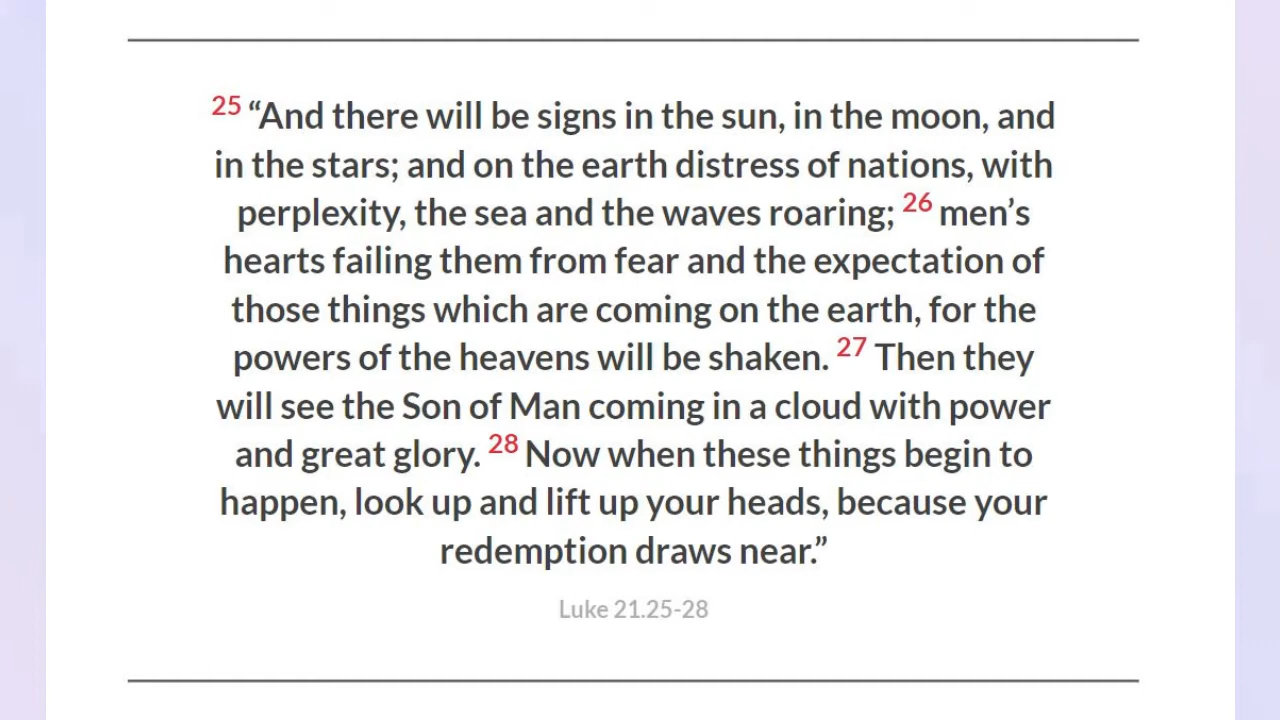 25 “And there will be signs in the sun, in the moon, and
in the stars; and on the earth distress of nations, with
perplexity, the sea and the waves roaring; 26 men’s
hearts failing them from fear and the expectation of
those things which are coming on the earth, for the
powers of the heavens will be shaken. 27 Then they
will see the Son of Man coming in a cloud with power
and great glory. 28 Now when these things begin to
happen, look up and lift up your heads, because your
redemption draws near.”
Luke 21.25-28